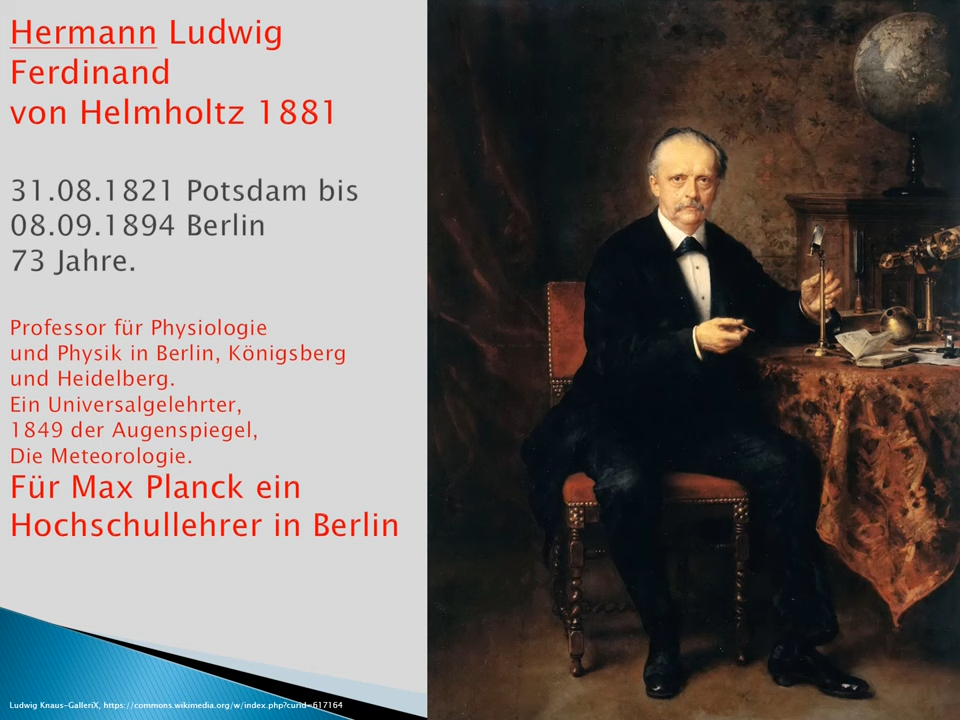 Hermann Ludwig
Ferdinand
von Helmholtz 1881
31.08.1821 Potsdam bis
08.09.1894 Berlin
73 Jahre.
Professor für Physiologie
und Physik in Berlin, Königsberg
und Heidelberg.
Ein Universalgelehrter,
1849 der Augenspiegel,
Die Meteorologie.
Für Max Planck ein
Hochschullehrer in Berlin
Ludwig Knaus-GalleriX, https://commons.wikimedia.org/w/index.php?curid=617164